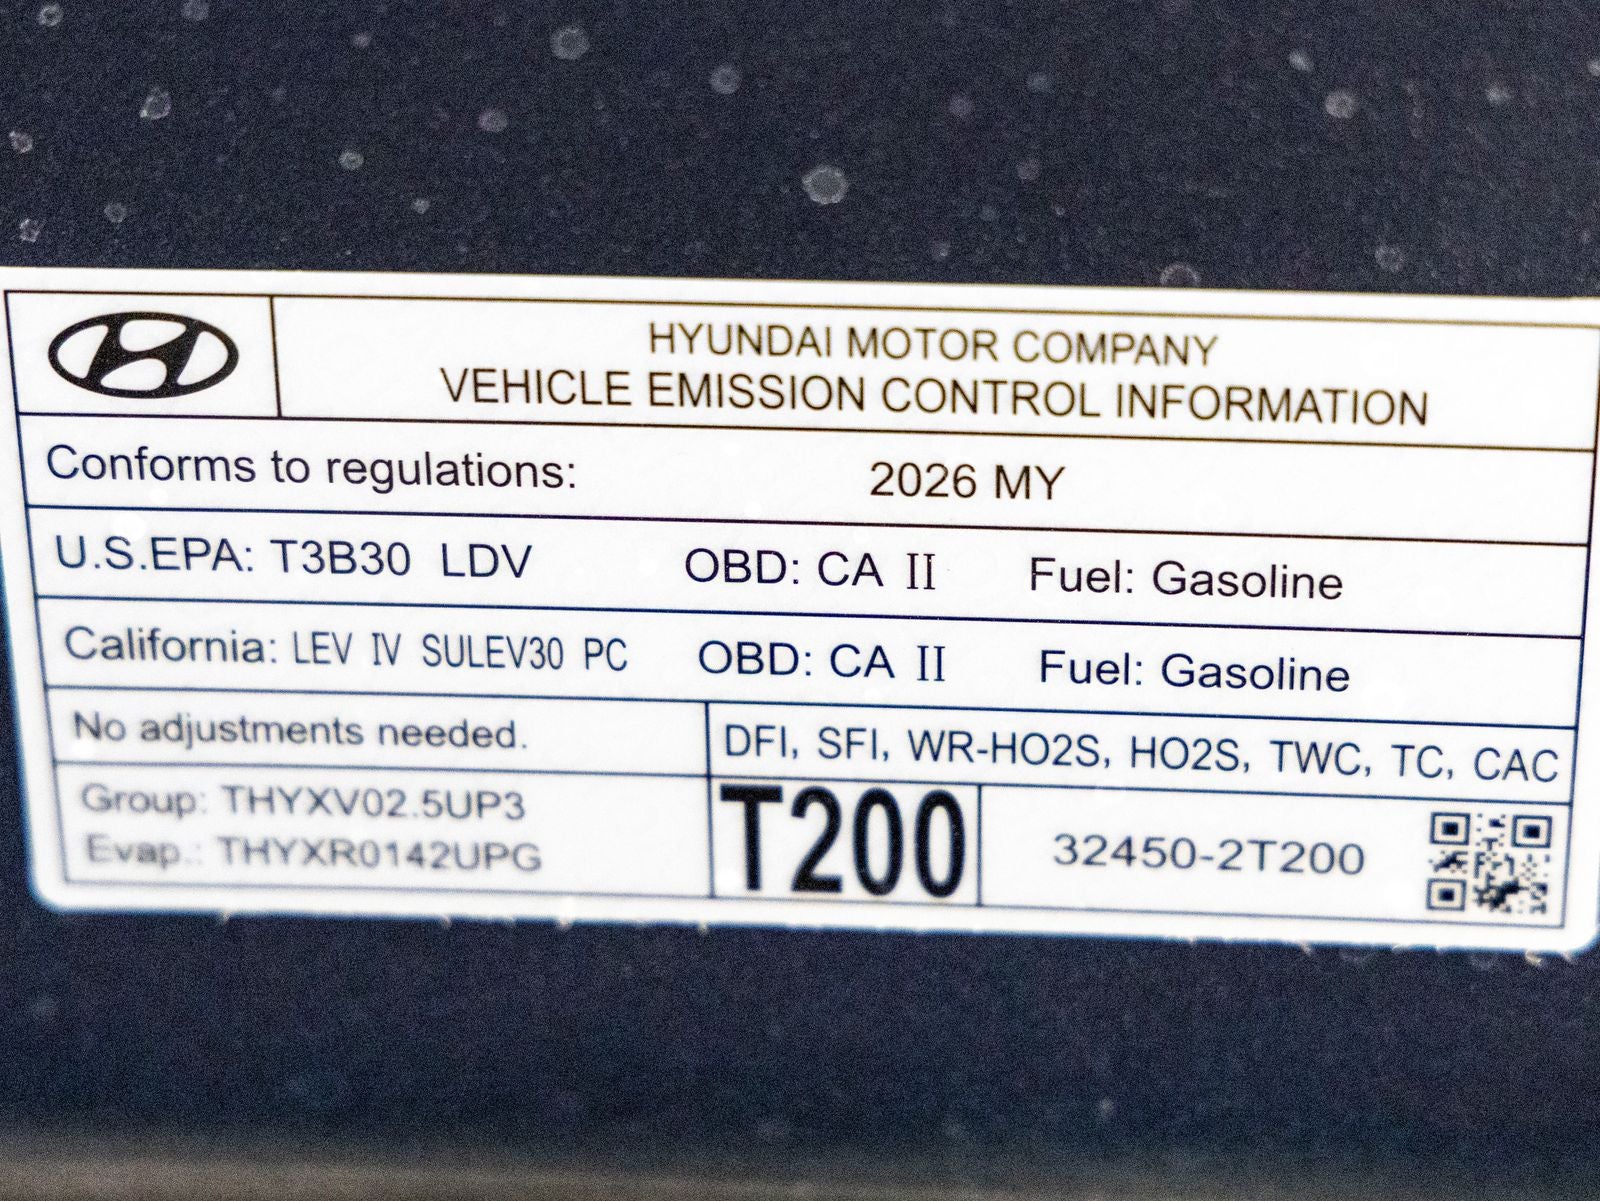 HYUNDAI MOTOR COMPANY
VEHICLE EMISSION CONTROL INFORMATION
Conforms to regulations: 2026 MY
U.S.EPA: T3B30 LDV OBD: CA II Fuel: Gasoline
California: LEV IV SULEV30 PC OBD: CA II Fuel: Gasoline
No adjustments needed.
DFI, SFI, WR-HO2S, HO2S, TWC, TC, CAC
Group: THYXV02.5UP3
Evap.: THYXR0142UPG
T200
32450-2T200